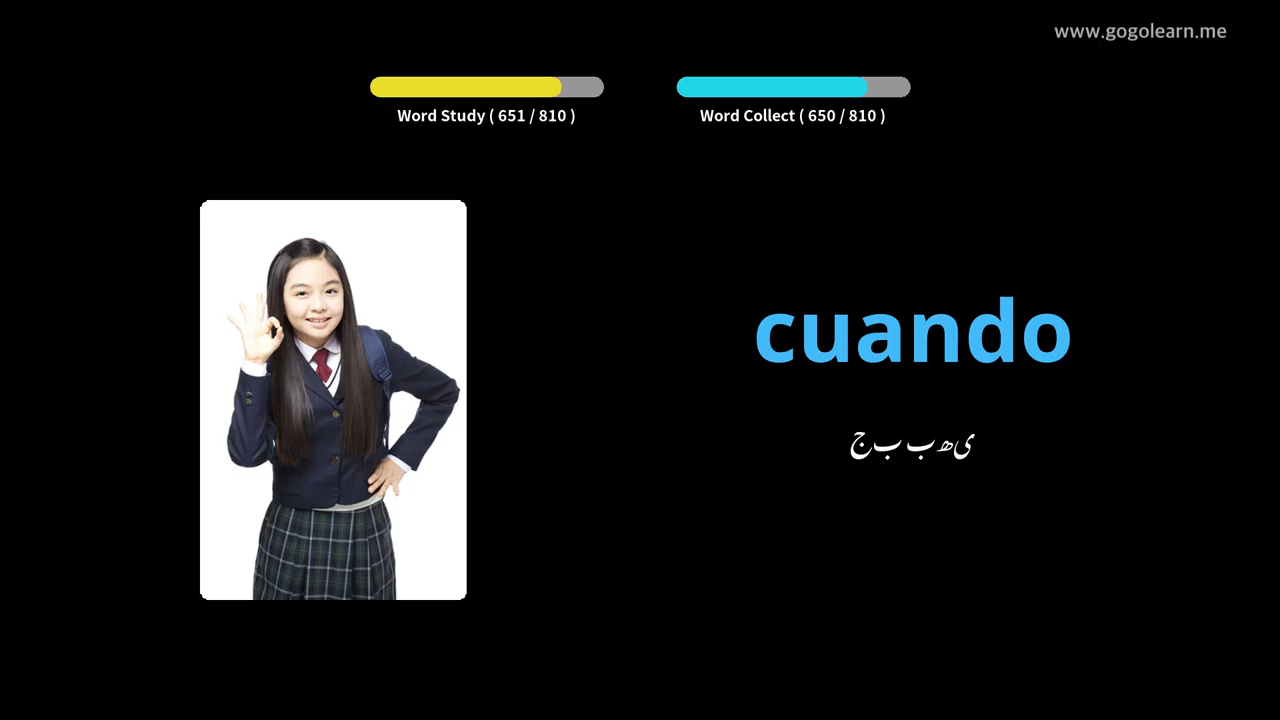 www.gogolearn.me
Word Study ( 651 / 810 )
Word Collect ( 650 / 810 )
cuando
جب بھی